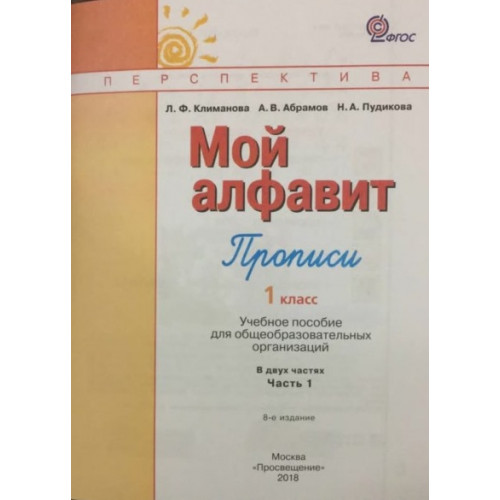 ФГОС
ПЕРСПЕКТИВА
Л. Ф. Климанова А. В. Абрамов Н. А. Пудикова
Мой
алфавит
Прописи
1 класс
Учебное пособие
для общеобразовательных
организаций
В двух частях
Часть 1
8-е издание
Москва
«Просвещение»
2018